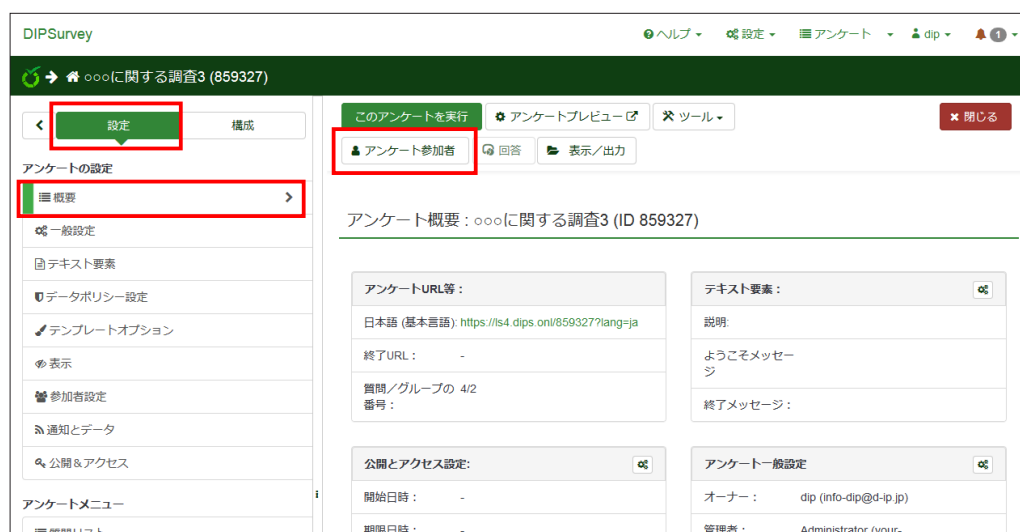 DIPSurvey
ヘルプ 設定 アンケート dip 1
○○○に関する調査3 (859327)
設定 構成
アンケートの設定
概要
一般設定
テキスト要素
データポリシー設定
テンプレートオプション
表示
参加者設定
通知とデータ
公開&アクセス
アンケートメニュー
このアンケートを実行 アンケートプレビュー ツール 閉じる
アンケート参加者 回答 表示／出力
アンケート概要 : ○○○に関する調査3 (ID 859327)
アンケートURL等：
日本語 (基本言語): https://ls4.dips.onl/859327?lang=ja
終了URL： -
質問／グループの 4/2
番号：
テキスト要素：
説明:
ようこそメッセー
ジ
終了メッセージ：
公開とアクセス設定:
開始日時： -
期限日時： -
アンケート一般設定
オーナー： dip (info-dip@d-ip.jp)
管理者： Administrator (your-